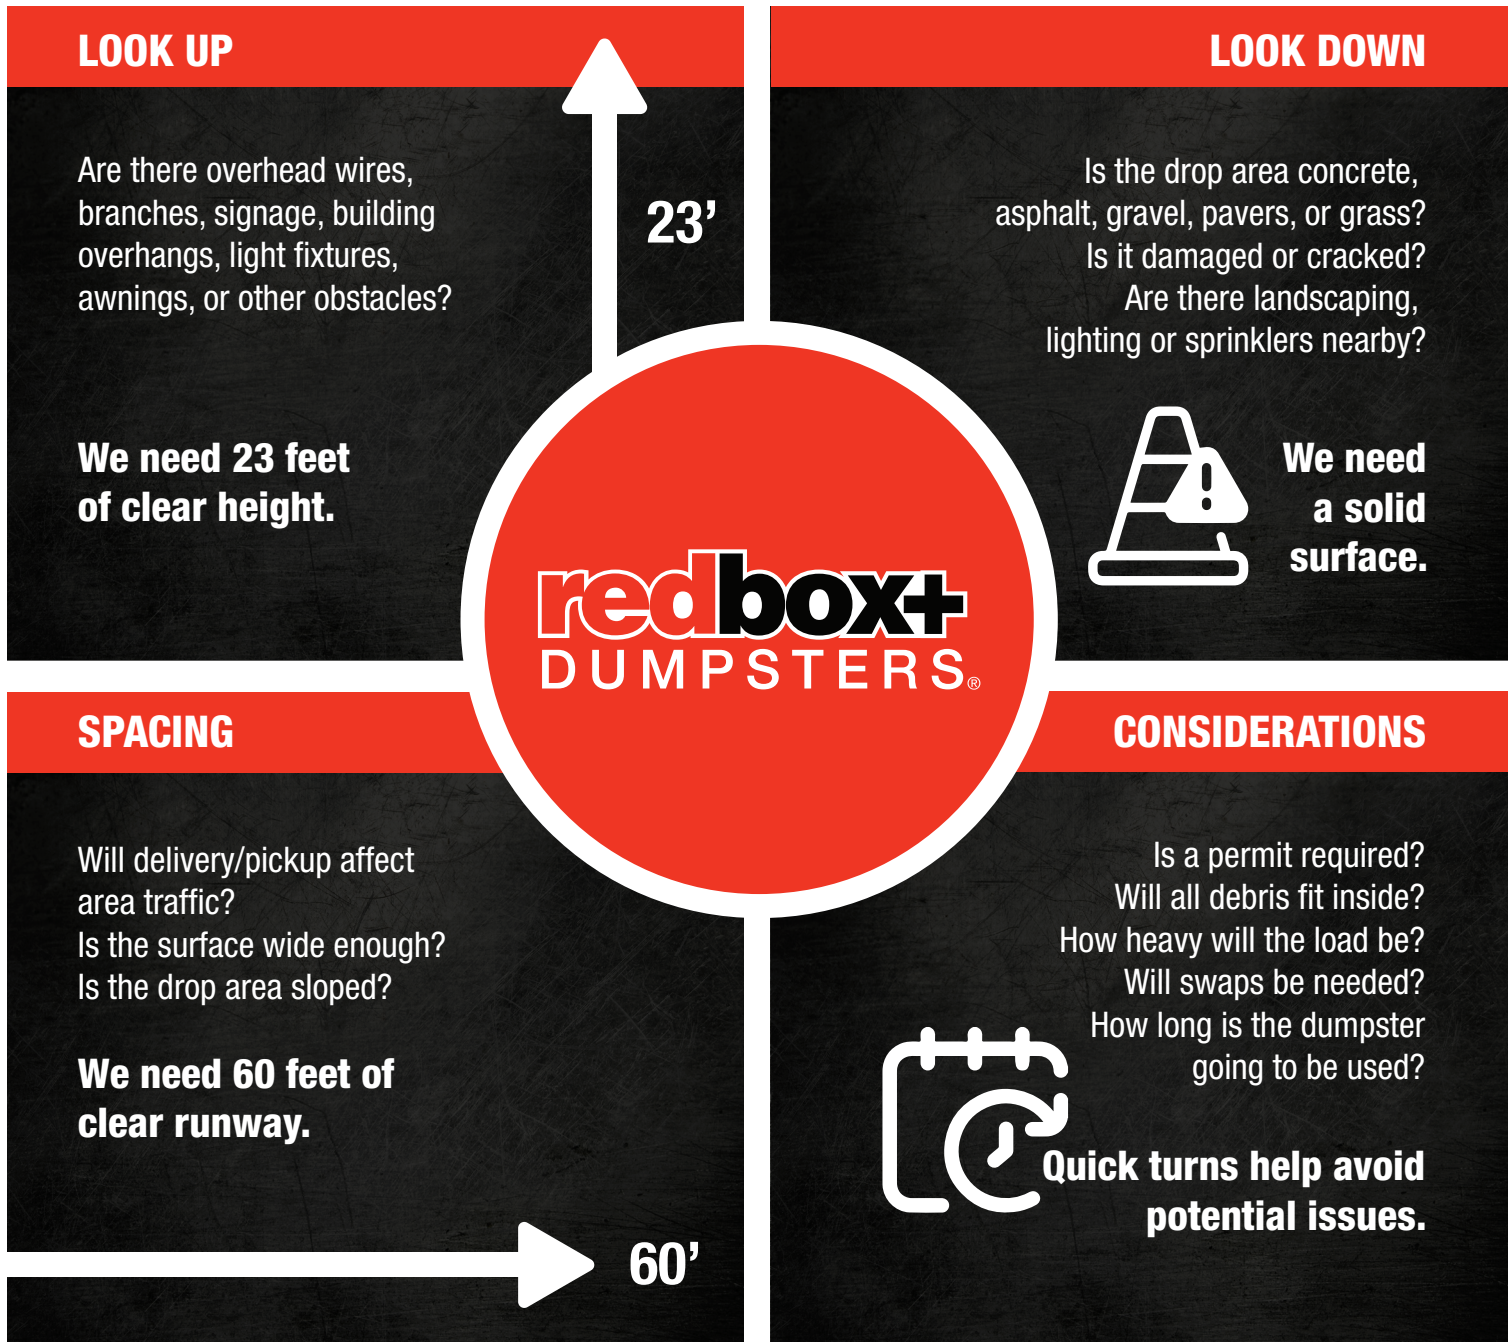 LOOK UP
Are there overhead wires,
branches, signage, building
overhangs, light fixtures,
awnings, or other obstacles?
23’
We need 23 feet
of clear height.
LOOK DOWN
Is the drop area concrete,
asphalt, gravel, pavers, or grass?
Is it damaged or cracked?
Are there landscaping,
lighting or sprinklers nearby?
We need
a solid
surface.
redbox+
DUMPSTERS®
SPACING
Will delivery/pickup affect
area traffic?
Is the surface wide enough?
Is the drop area sloped?
We need 60 feet of
clear runway.
60’
CONSIDERATIONS
Is a permit required?
Will all debris fit inside?
How heavy will the load be?
Will swaps be needed?
How long is the dumpster
going to be used?
Quick turns help avoid
potential issues.